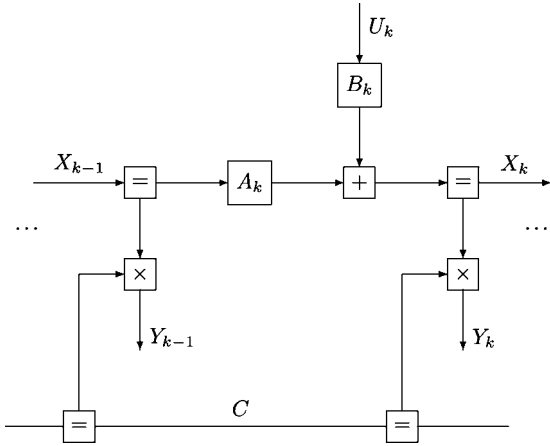 U_k
B_k
X_{k-1} = A_k + = X_k
... ...
× ×
Y_{k-1} Y_k
C
= =